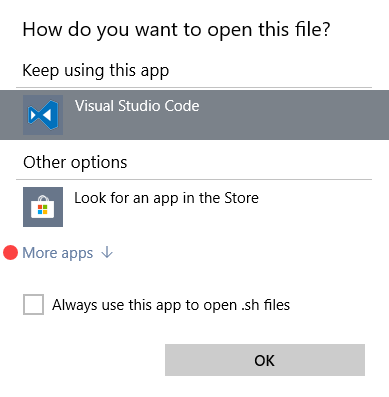 How do you want to open this file?
Keep using this app
Visual Studio Code
Other options
Look for an app in the Store
More apps ↓
Always use this app to open .sh files
OK